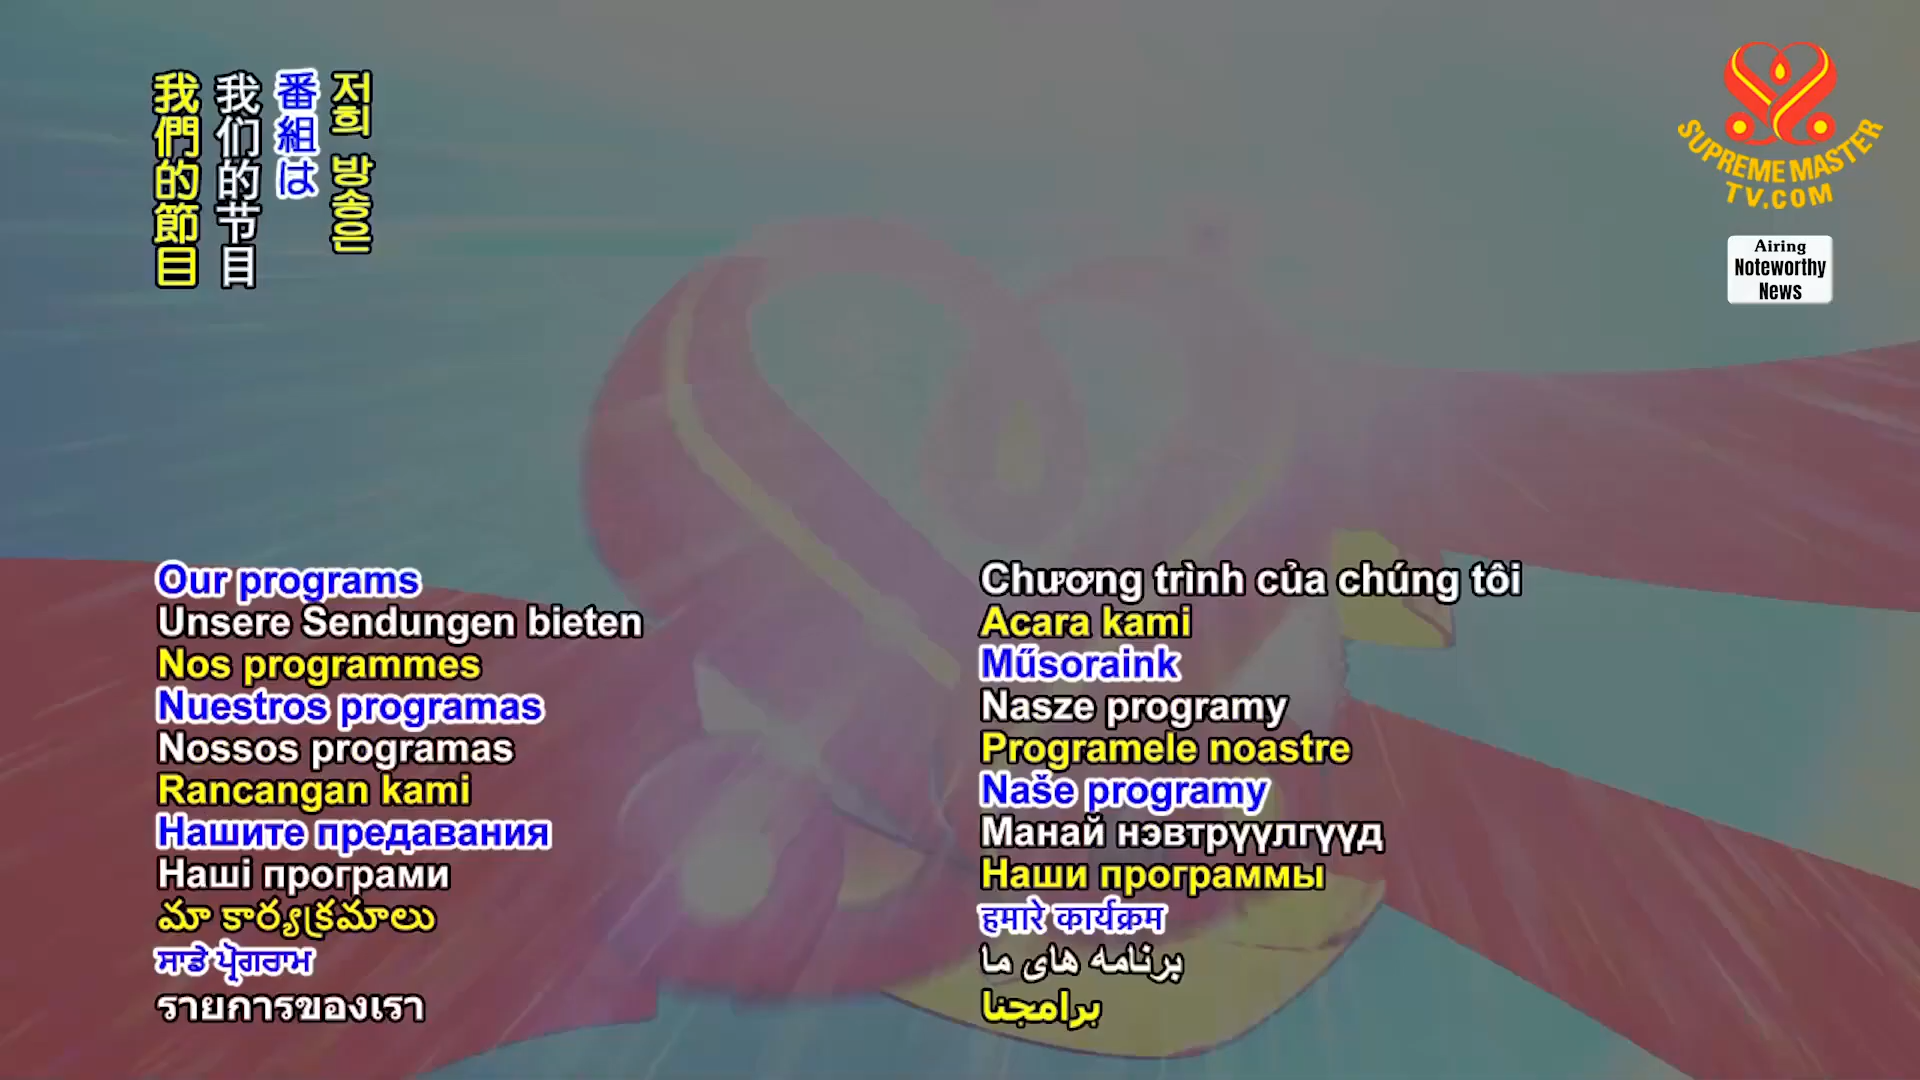 我們的節目
我们的节目
番組は
저희 방송은
SUPREME MASTER
TV.COM
Airing
Noteworthy
News
Our programs
Unsere Sendungen bieten
Nos programmes
Nuestros programas
Nossos programas
Rancangan kami
Нашите предавания
Наші програми
మా కార్యక్రమాలు
ਸਾਡੇ ਪ੍ਰੋਗਰਾਮ
รายการของเรา
Chương trình của chúng tôi
Acara kami
Műsoraink
Nasze programy
Programele noastre
Naše programy
Манай нэвтрүүлгүүд
Наши программы
हमारे कार्यक्रम
برنامه های ما
برامجنا